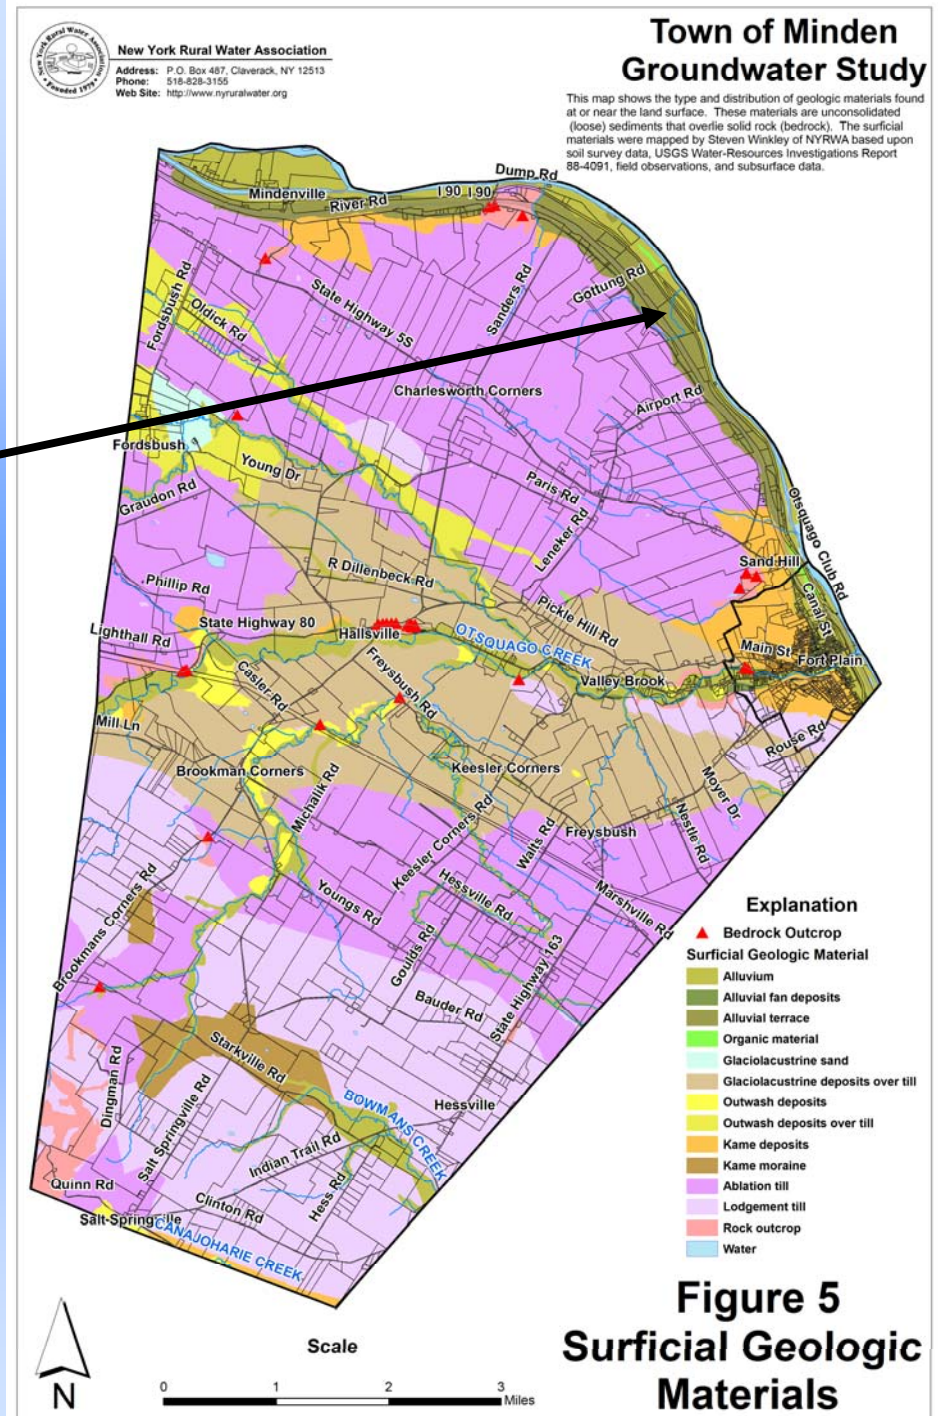 New York Rural Water Association
Founded 1979
New York Rural Water Association
Address: P.O. Box 487, Claverack, NY 12513
Phone: 518-828-3155
Web Site: http://www.nyruralwater.org
Town of Minden
Groundwater Study
This map shows the type and distribution of geologic materials found
at or near the land surface. These materials are unconsolidated
(loose) sediments that overlie solid rock (bedrock). The surficial
materials were mapped by Steven Winkley of NYRWA based upon
soil survey data, USGS Water-Resources Investigations Report
88-4091, field observations, and subsurface data.
Dump Rd
Mindenville
River Rd
I 90 I 90
Gottung Rd
Fordsbush Rd
Oldick Rd
State Highway 5S
Sanders Rd
Charlesworth Corners
Airport Rd
Fordsbush
Young Dr
Graudon Rd
Paris Rd
Leneker Rd
Otsquago Club Rd
Sand Hill
R Dillenbeck Rd
Phillip Rd
Canal St
Pickle Hill Rd
State Highway 80
Lighthall Rd
Hallsville
OTSQUAGO CREEK
Main St
Fort Plain
Freysbush Rd
Casler Rd
Valley Brook
Mill Ln
Rouse Rd
Brookman Corners
Keesler Corners
Michalik Rd
Moyer Dr
Nestle Rd
Keesler Corners Rd
Walts Rd
Freysbush
Brookmans Corners Rd
Youngs Rd
Hessville Rd
Marshville Rd
Goulds Rd
State Highway 163
Bauder Rd
Starkville Rd
Dingman Rd
Salt Springville Rd
BOWMANS CREEK
Hessville
Indian Trail Rd
Hess Rd
Quinn Rd
Clinton Rd
Salt-Springville
CANAJOHARIE CREEK
Explanation
Bedrock Outcrop
Surficial Geologic Material
Alluvium
Alluvial fan deposits
Alluvial terrace
Organic material
Glaciolacustrine sand
Glaciolacustrine deposits over till
Outwash deposits
Outwash deposits over till
Kame deposits
Kame moraine
Ablation till
Lodgement till
Rock outcrop
Water
Figure 5
Surficial Geologic
Materials
N
Scale
0 1 2 3
Miles